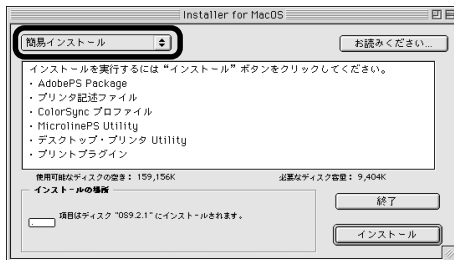 Installer for MacOS
簡易インストール
お読みください...
インストールを実行するには“インストール”ボタンをクリックしてください。
・AdobePS Package
・プリンタ記述ファイル
・ColorSync プロファイル
・MicrolinePS Utility
・デスクトップ・プリンタ Utility
・プリントプラグイン
使用可能なディスクの空き： 159,156K
必要なディスク容量： 9,404K
インストールの場所
項目はディスク “OS9.2.1” にインストールされます。
終了
インストール